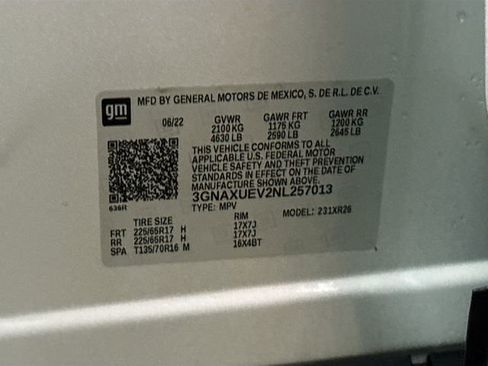 gm
MFD BY GENERAL MOTORS DE MEXICO, S. DE R.L. DE C.V.
06/22 GVWR GAWR FRT GAWR RR
2100 KG 1175 KG 1200 KG
4630 LB 2590 LB 2645 LB
THIS VEHICLE CONFORMS TO ALL
APPLICABLE U.S. FEDERAL MOTOR
VEHICLE SAFETY AND THEFT PREVENTION
STANDARDS IN EFFECT ON THE DATE OF
MANUFACTURE SHOWN ABOVE.
3GNAXUEV2NL257013
636R TYPE: MPV MODEL: 231XR26
TIRE SIZE RIM
FRT 225/65R17 H 17X7J
RR 225/65R17 H 17X7J
SPA T135/70R16 M 16X4BT